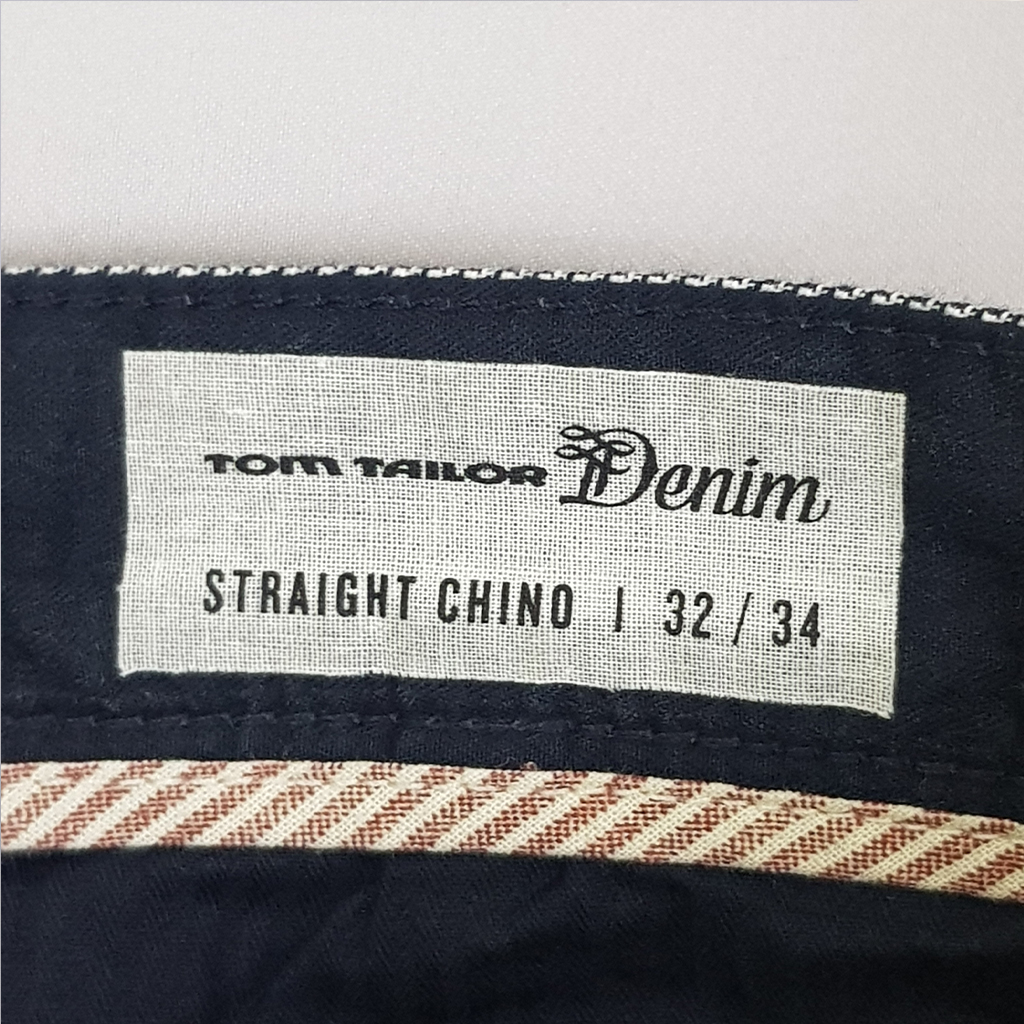 TOM TAILOR Denim
STRAIGHT CHINO | 32 / 34